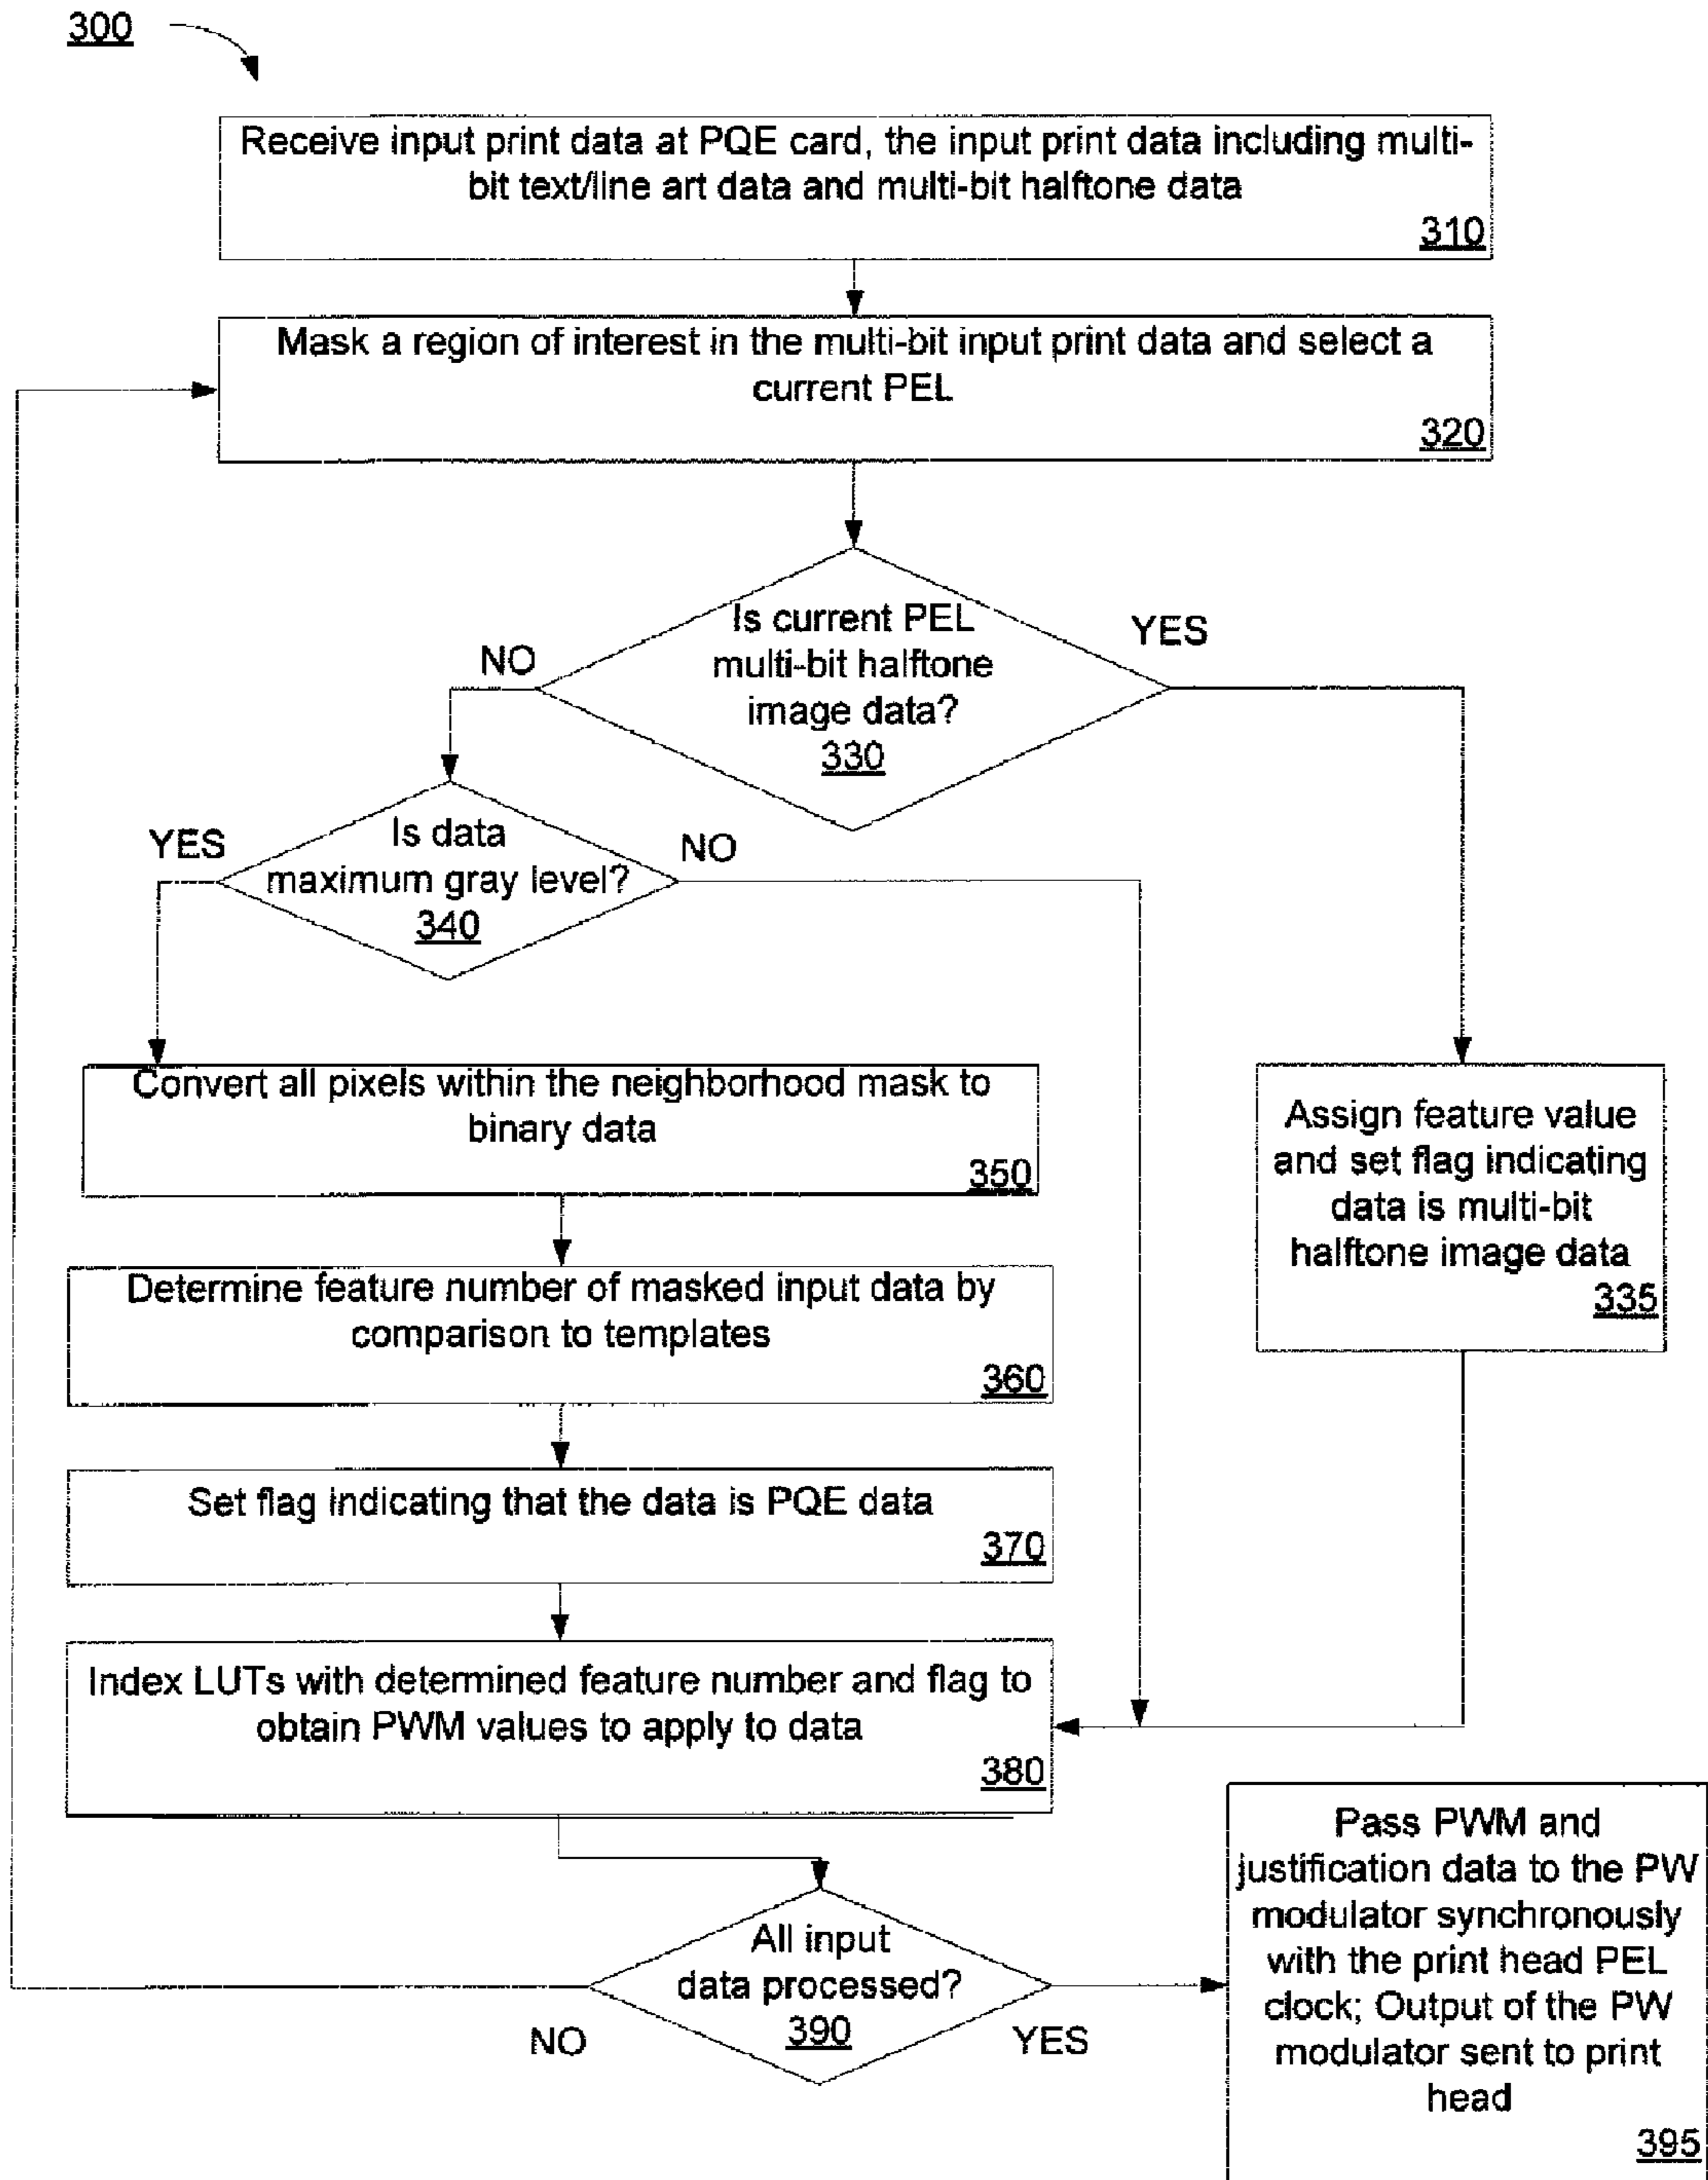 300
Receive input print data at PQE card, the input print data including multi-
bit text/line art data and multi-bit halftone data
310
Mask a region of interest in the multi-bit input print data and select a
current PEL
320
Is current PEL
multi-bit halftone
image data?
330
NO
YES
Is data
maximum gray level?
340
YES
NO
Convert all pixels within the neighborhood mask to
binary data
350
Assign feature value
and set flag indicating
data is multi-bit
halftone image data
335
Determine feature number of masked input data by
comparison to templates
360
Set flag indicating that the data is PQE data
370
Index LUTs with determined feature number and flag to
obtain PWM values to apply to data
380
All input
data processed?
390
NO
YES
Pass PWM and
justification data to the PW
modulator synchronously
with the print head PEL
clock; Output of the PW
modulator sent to print
head
395